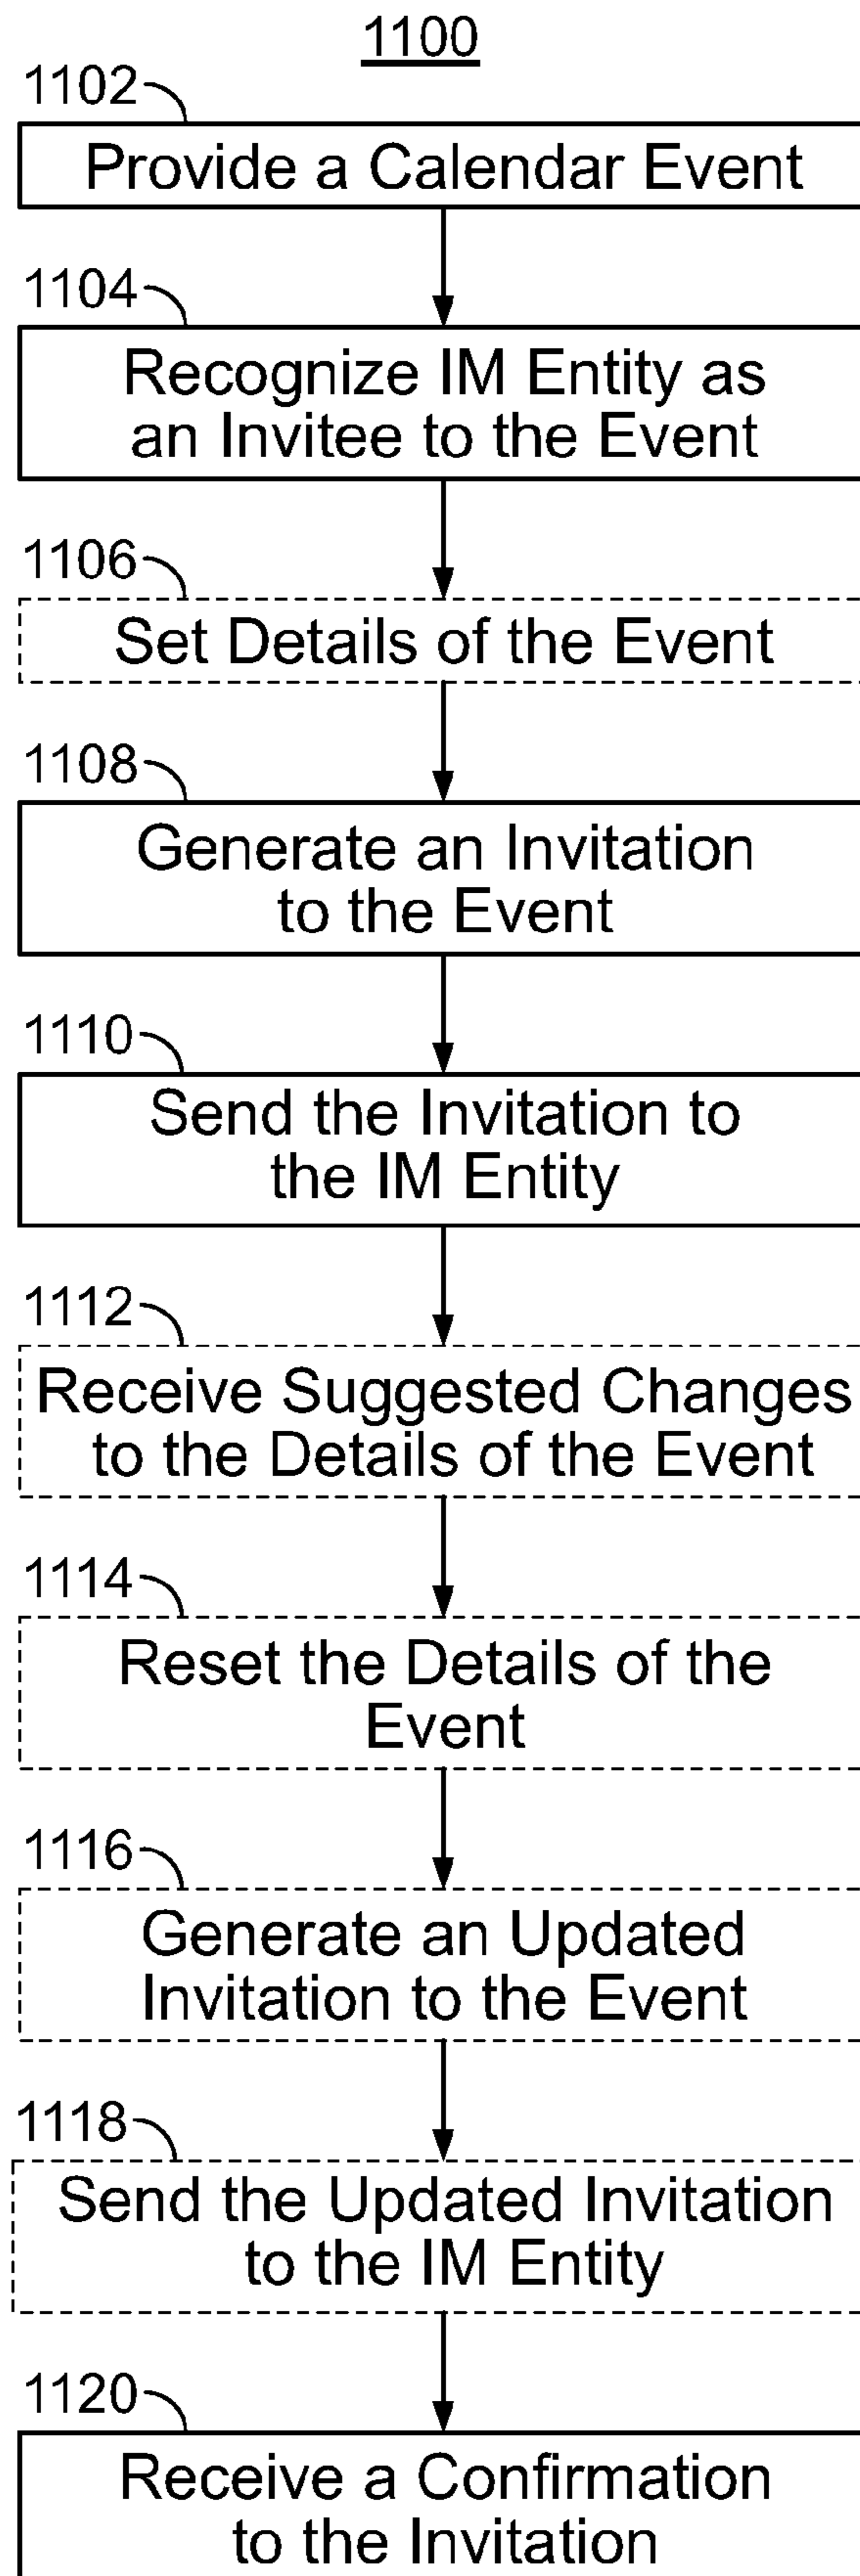 1100
1102
Provide a Calendar Event
1104
Recognize IM Entity as
an Invitee to the Event
1106
Set Details of the Event
1108
Generate an Invitation
to the Event
1110
Send the Invitation to
the IM Entity
1112
Receive Suggested Changes
to the Details of the Event
1114
Reset the Details of the
Event
1116
Generate an Updated
Invitation to the Event
1118
Send the Updated Invitation
to the IM Entity
1120
Receive a Confirmation
to the Invitation